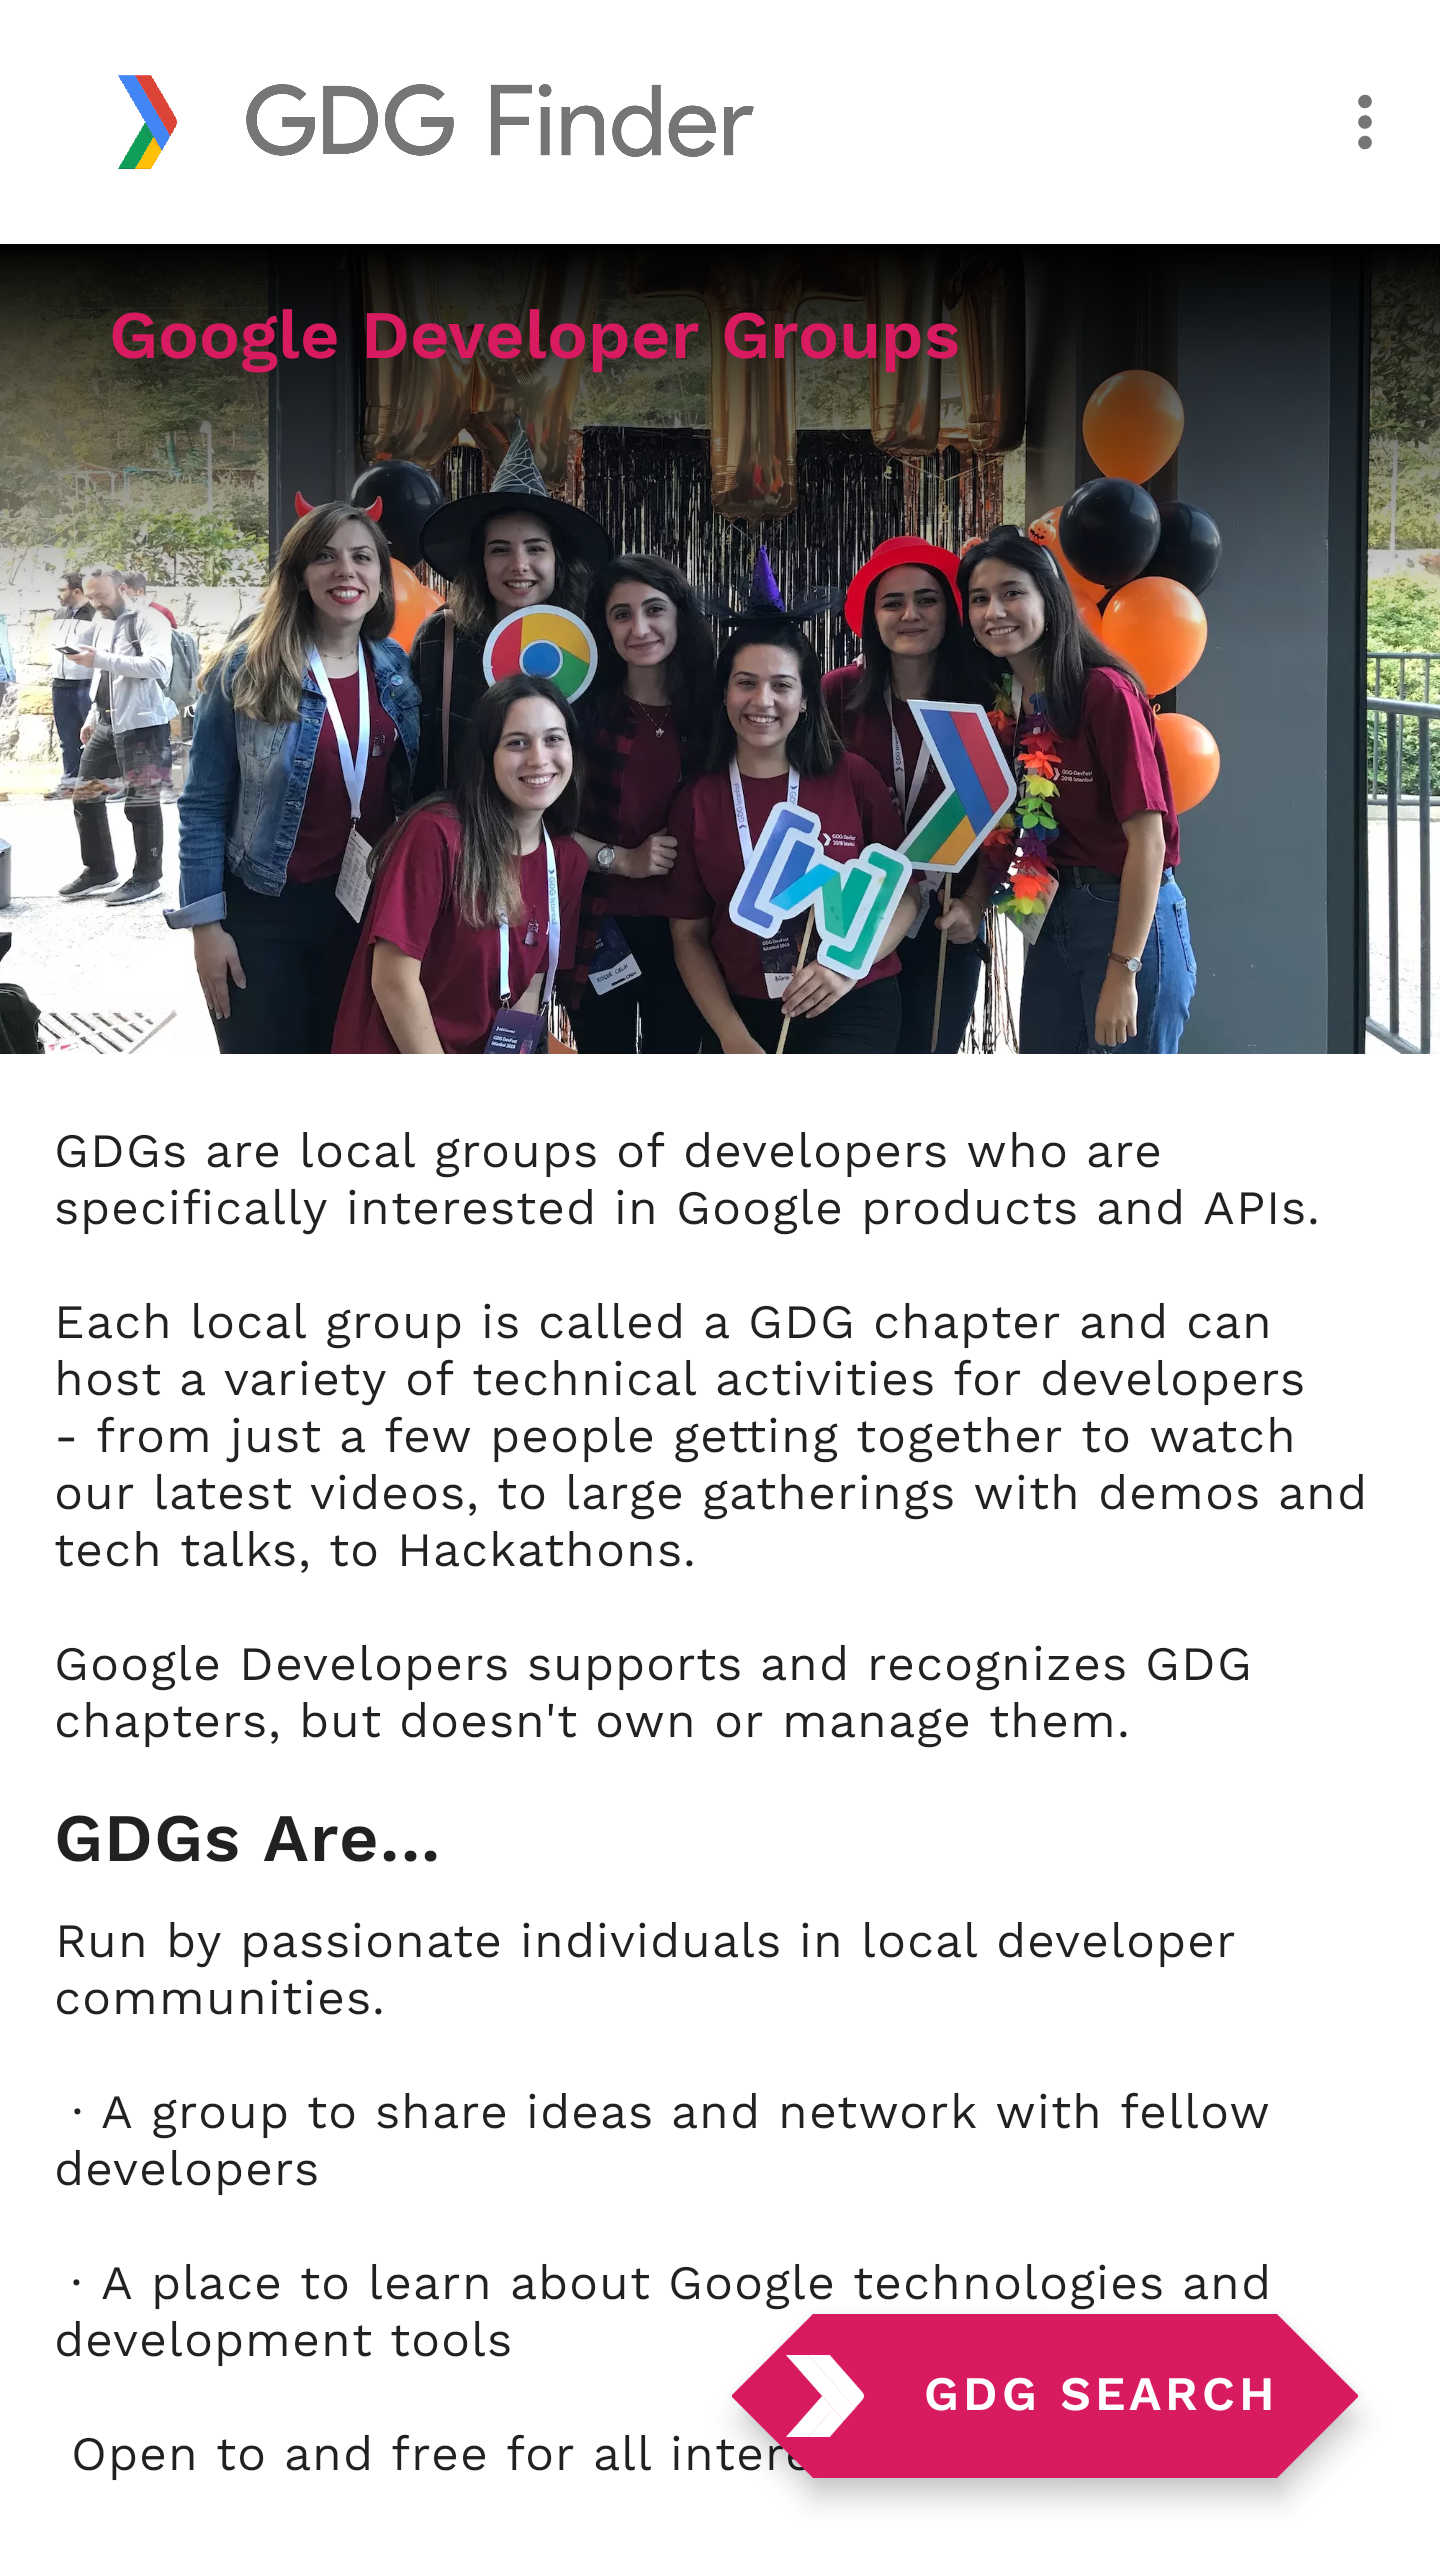 GDG Finder
Google Developer Groups
GDG DevFest
2018 Istanbul
GDGs are local groups of developers who are
specifically interested in Google products and APIs.
Each local group is called a GDG chapter and can
host a variety of technical activities for developers
- from just a few people getting together to watch
our latest videos, to large gatherings with demos and
tech talks, to Hackathons.
Google Developers supports and recognizes GDG
chapters, but doesn't own or manage them.
GDGs Are...
Run by passionate individuals in local developer
communities.
· A group to share ideas and network with fellow
developers
· A place to learn about Google technologies and
development tools
GDG SEARCH
Open to and free for all